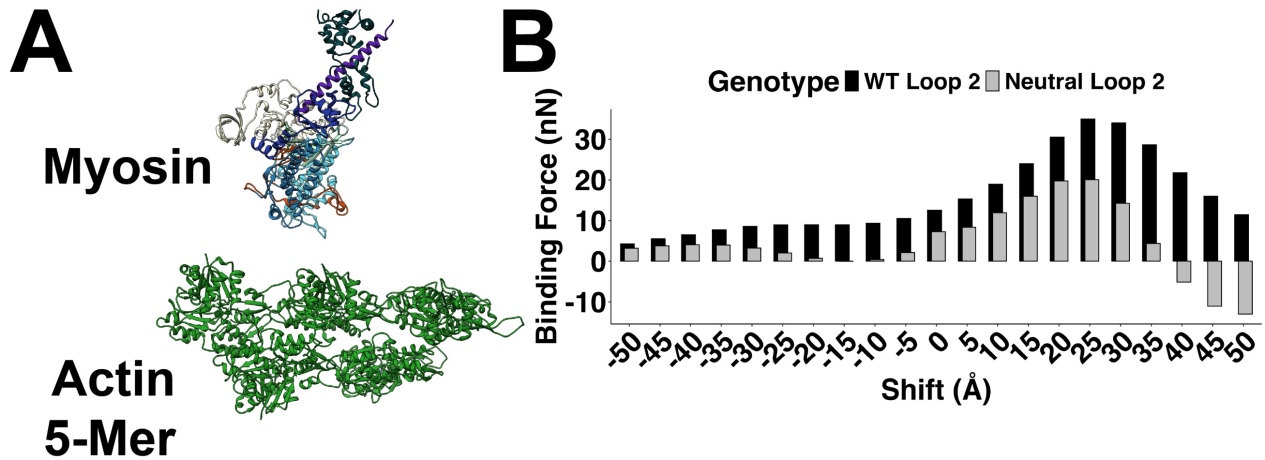 A
Myosin
Actin
5-Mer
B
Genotype WT Loop 2 Neutral Loop 2
Binding Force (nN)
30
20
10
0
-10
-50 -45 -40 -35 -30 -25 -20 -15 -10 -5 0 5 10 15 20 25 30 35 40 45 50
Shift (Å)